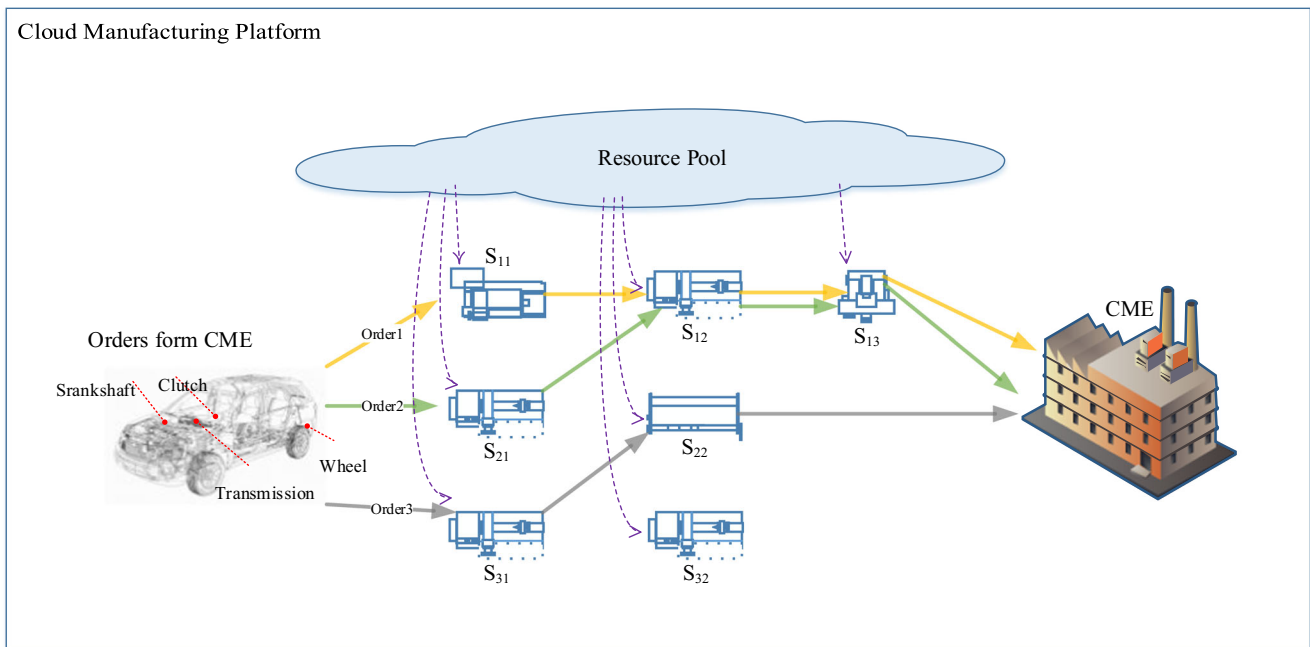 Cloud Manufacturing Platform
Resource Pool
S₁₁
CME
Order1
S₁₂
S₁₃
Orders form CME
Srankshaft
Clutch
Order2
S₂₁
S₂₂
Wheel
Transmission
Order3
S₃₁
S₃₂